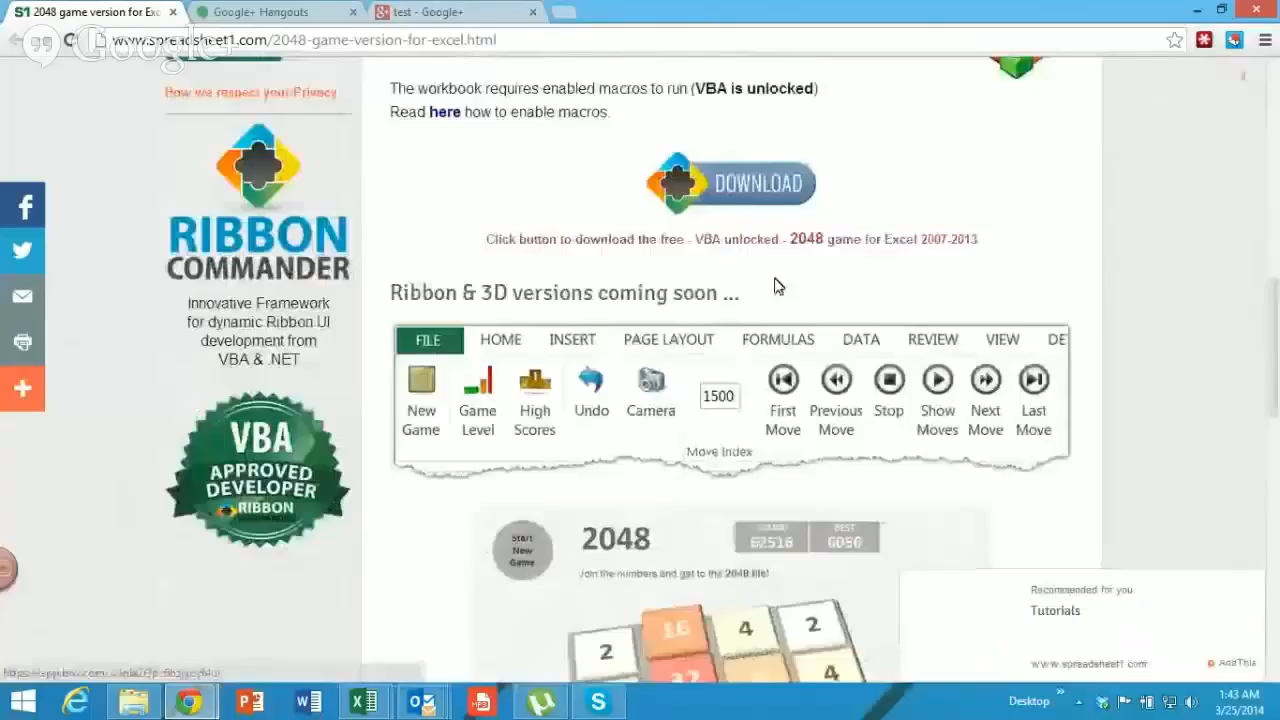 S1 2048 game version for Exc
Google+ Hangouts
test - Google+
www.spreadsheet1.com/2048-game-version-for-excel.html
Google+
How we respect your Privacy
The workbook requires enabled macros to run (VBA is unlocked)
Read here how to enable macros.
DOWNLOAD
Click button to download the free - VBA unlocked - 2048 game for Excel 2007-2013
RIBBON
COMMANDER
Innovative Framework
for dynamic Ribbon UI
development from
VBA & .NET
VBA
APPROVED
DEVELOPER
RIBBON
Ribbon & 3D versions coming soon ...
FILE HOME INSERT PAGE LAYOUT FORMULAS DATA REVIEW VIEW DE
New Game
Game Level
High Scores
Undo
Camera
1500
Move Index
First Move
Previous Move
Stop
Show Moves
Next Move
Last Move
Start
New
Game
2048
BEST
Join the numbers and get to the 2048 tile!
2 16 4 2
32 4
Recommended for you
Tutorials
www.spreadsheet1.com
AddThis
Desktop
1:43 AM
3/25/2014